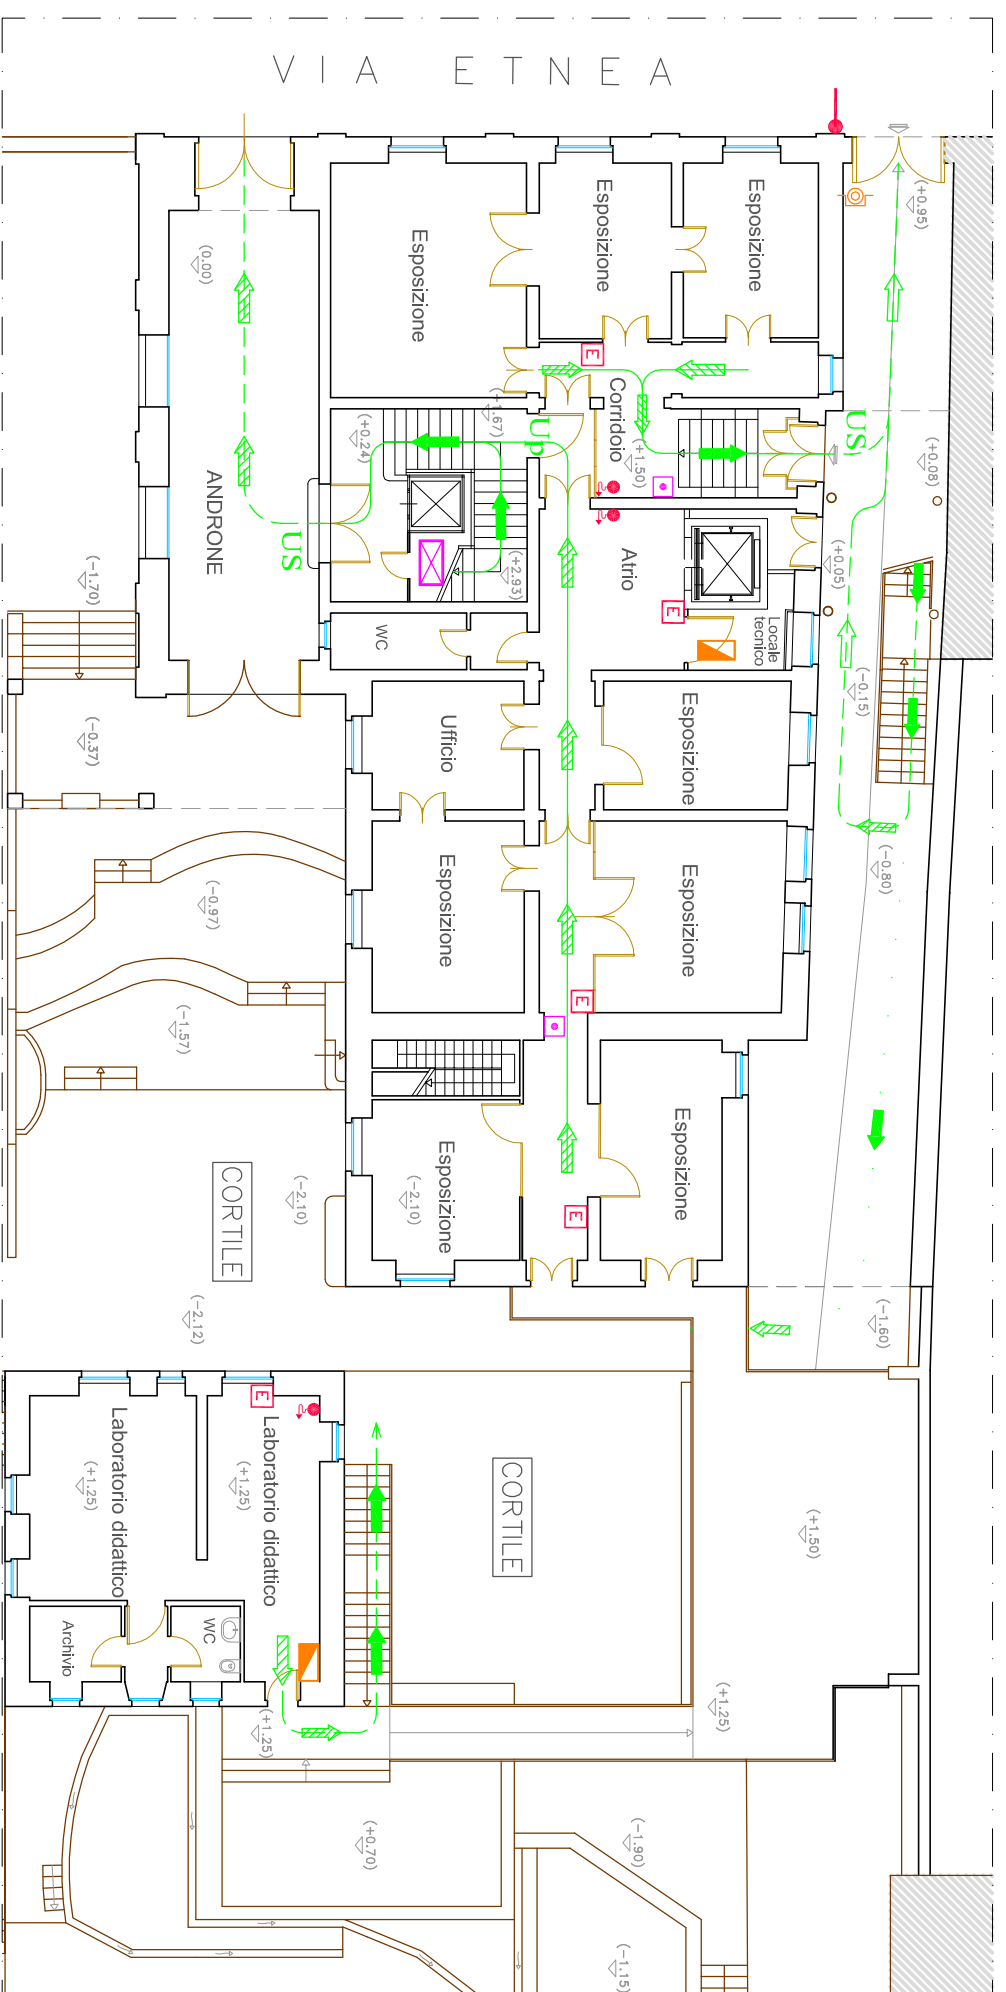 VIA ETNEA
(+0.95)
Esposizione
Esposizione
Esposizione
(0.00)
E
Corridoio
(+1.67)
(+0.24)
Up
US
(+1.50)
(+0.08)
ANDRONE
US
Atrio
(+0.05)
(-1.70)
(+2.93)
E
Locale
tecnico
WC
(-0.15)
(-0.37)
Ufficio
Esposizione
(-0.97)
Esposizione
Esposizione
(-0.80)
(-1.57)
E
CORTILE
(-2.10)
(-2.10)
Esposizione
Esposizione
E
(-2.12)
(-1.60)
E
Laboratorio didattico
(+1.25)
Laboratorio didattico
(+1.25)
CORTILE
(+1.50)
Archivio
WC
(+1.25)
(+1.25)
(+0.70)
(-1.90)
(-1.15)